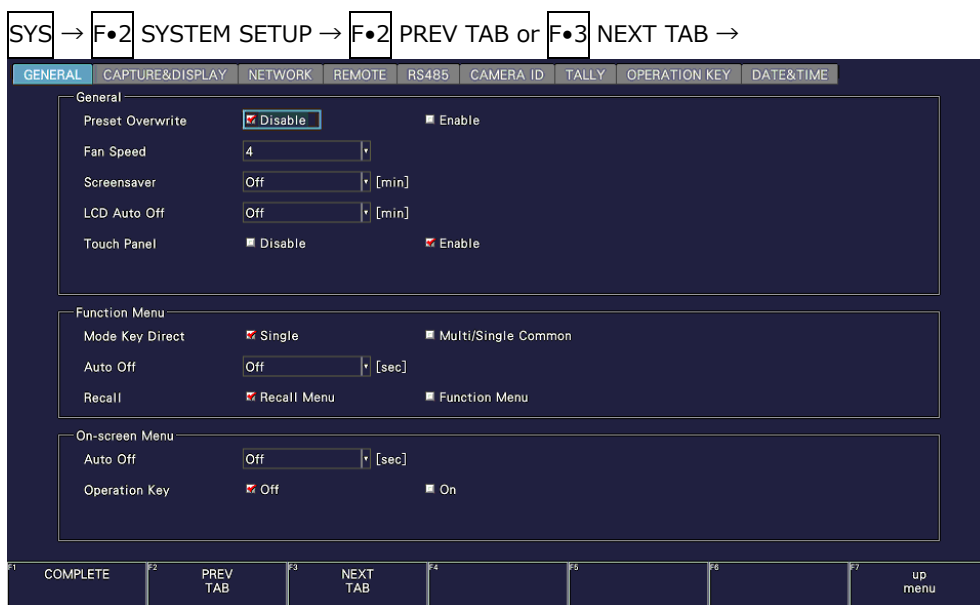 SYS → F•2 SYSTEM SETUP → F•2 PREV TAB or F•3 NEXT TAB →
GENERAL CAPTURE&DISPLAY NETWORK REMOTE RS485 CAMERA ID TALLY OPERATION KEY DATE&TIME
General
Preset Overwrite Disable Enable
Fan Speed 4
Screensaver Off [min]
LCD Auto Off Off [min]
Touch Panel Disable Enable
Function Menu
Mode Key Direct Single Multi/Single Common
Auto Off Off [sec]
Recall Recall Menu Function Menu
On-screen Menu
Auto Off Off [sec]
Operation Key Off On
F1 COMPLETE F2 PREV F3 NEXT F4 F5 F6 F7 up
TAB TAB menu